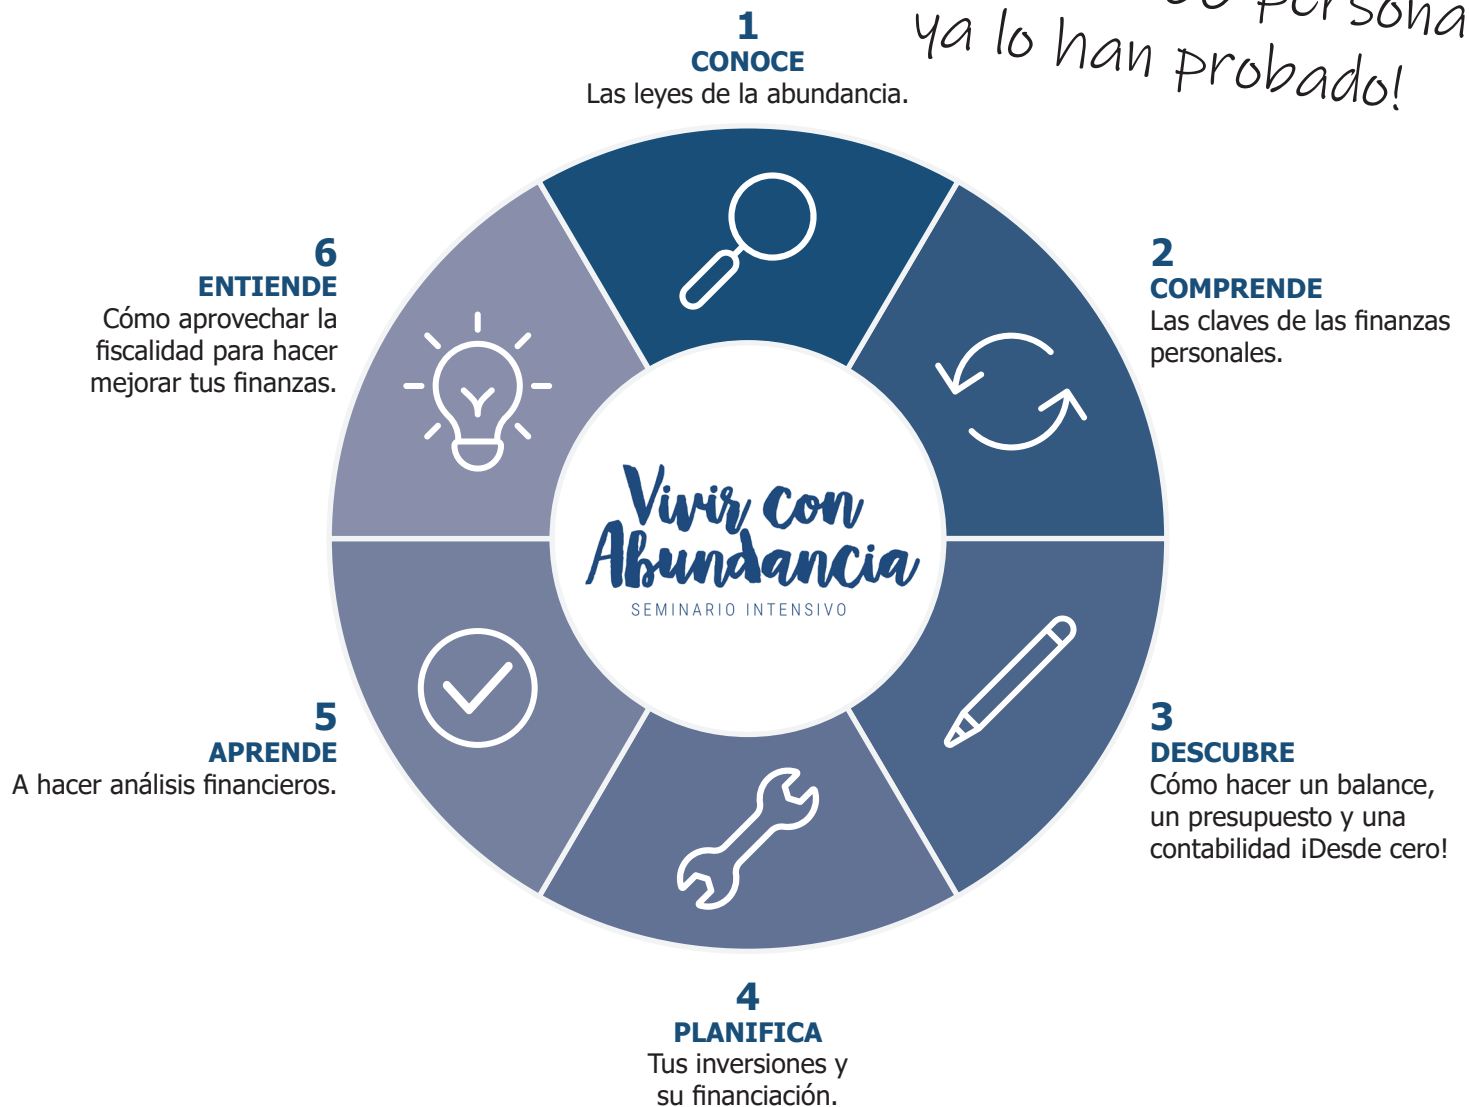 persona
ya lo han probado!
1
CONOCE
Las leyes de la abundancia.
2
COMPRENDE
Las claves de las finanzas
personales.
3
DESCUBRE
Cómo hacer un balance,
un presupuesto y una
contabilidad ¡Desde cero!
4
PLANIFICA
Tus inversiones y
su financiación.
5
APRENDE
A hacer análisis financieros.
6
ENTIENDE
Cómo aprovechar la
fiscalidad para hacer
mejorar tus finanzas.
Vivir con
Abundancia
SEMINARIO INTENSIVO